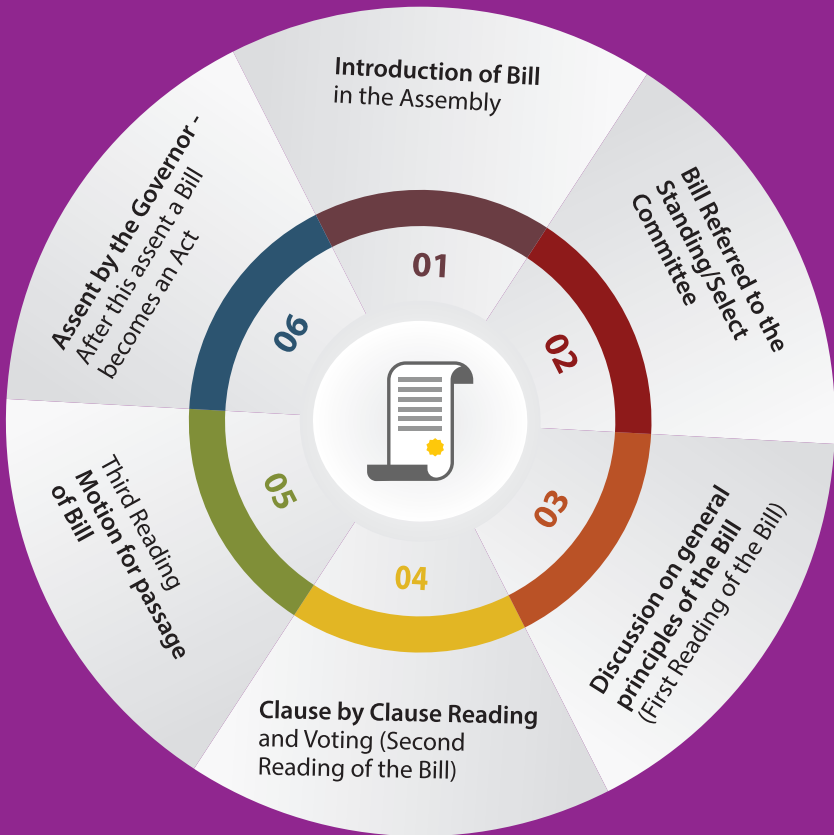 Introduction of Bill
in the Assembly
01
Bill Referred to the
Standing/Select
Committee
02
Discussion on general
principles of the Bill
(First Reading of the Bill)
03
Clause by Clause Reading
and Voting (Second
Reading of the Bill)
04
Third Reading
Motion for passage
of Bill
05
Assent by the Governor -
After this assent a Bill
becomes an Act
06